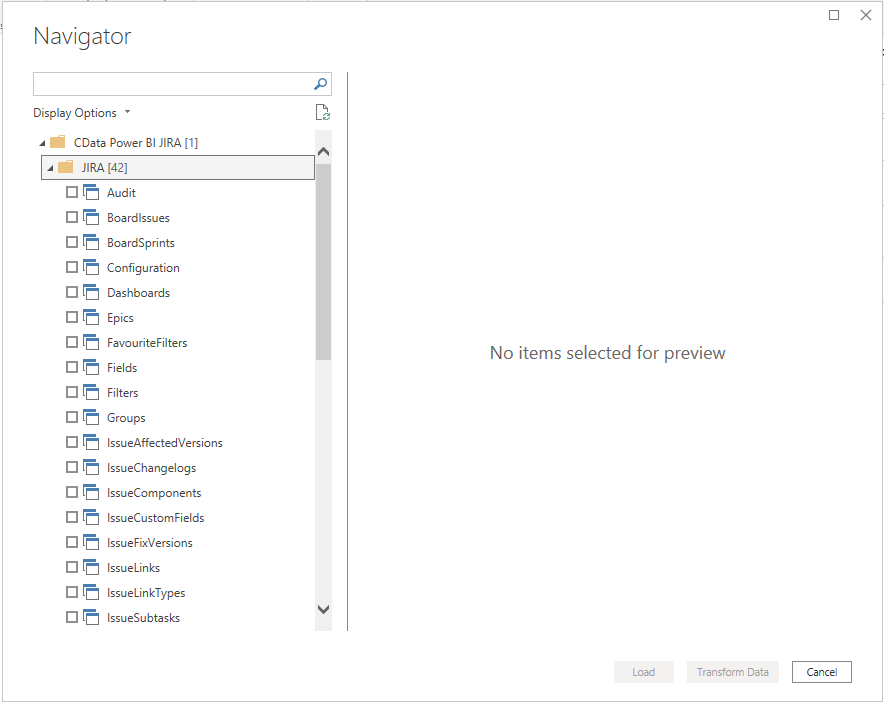 Navigator
Display Options
CData Power BI JIRA [1]
JIRA [42]
Audit
BoardIssues
BoardSprints
Configuration
Dashboards
Epics
FavouriteFilters
Fields
Filters
Groups
IssueAffectedVersions
IssueChangelogs
IssueComponents
IssueCustomFields
IssueFixVersions
IssueLinks
IssueLinkTypes
IssueSubtasks
No items selected for preview
Load
Transform Data
Cancel